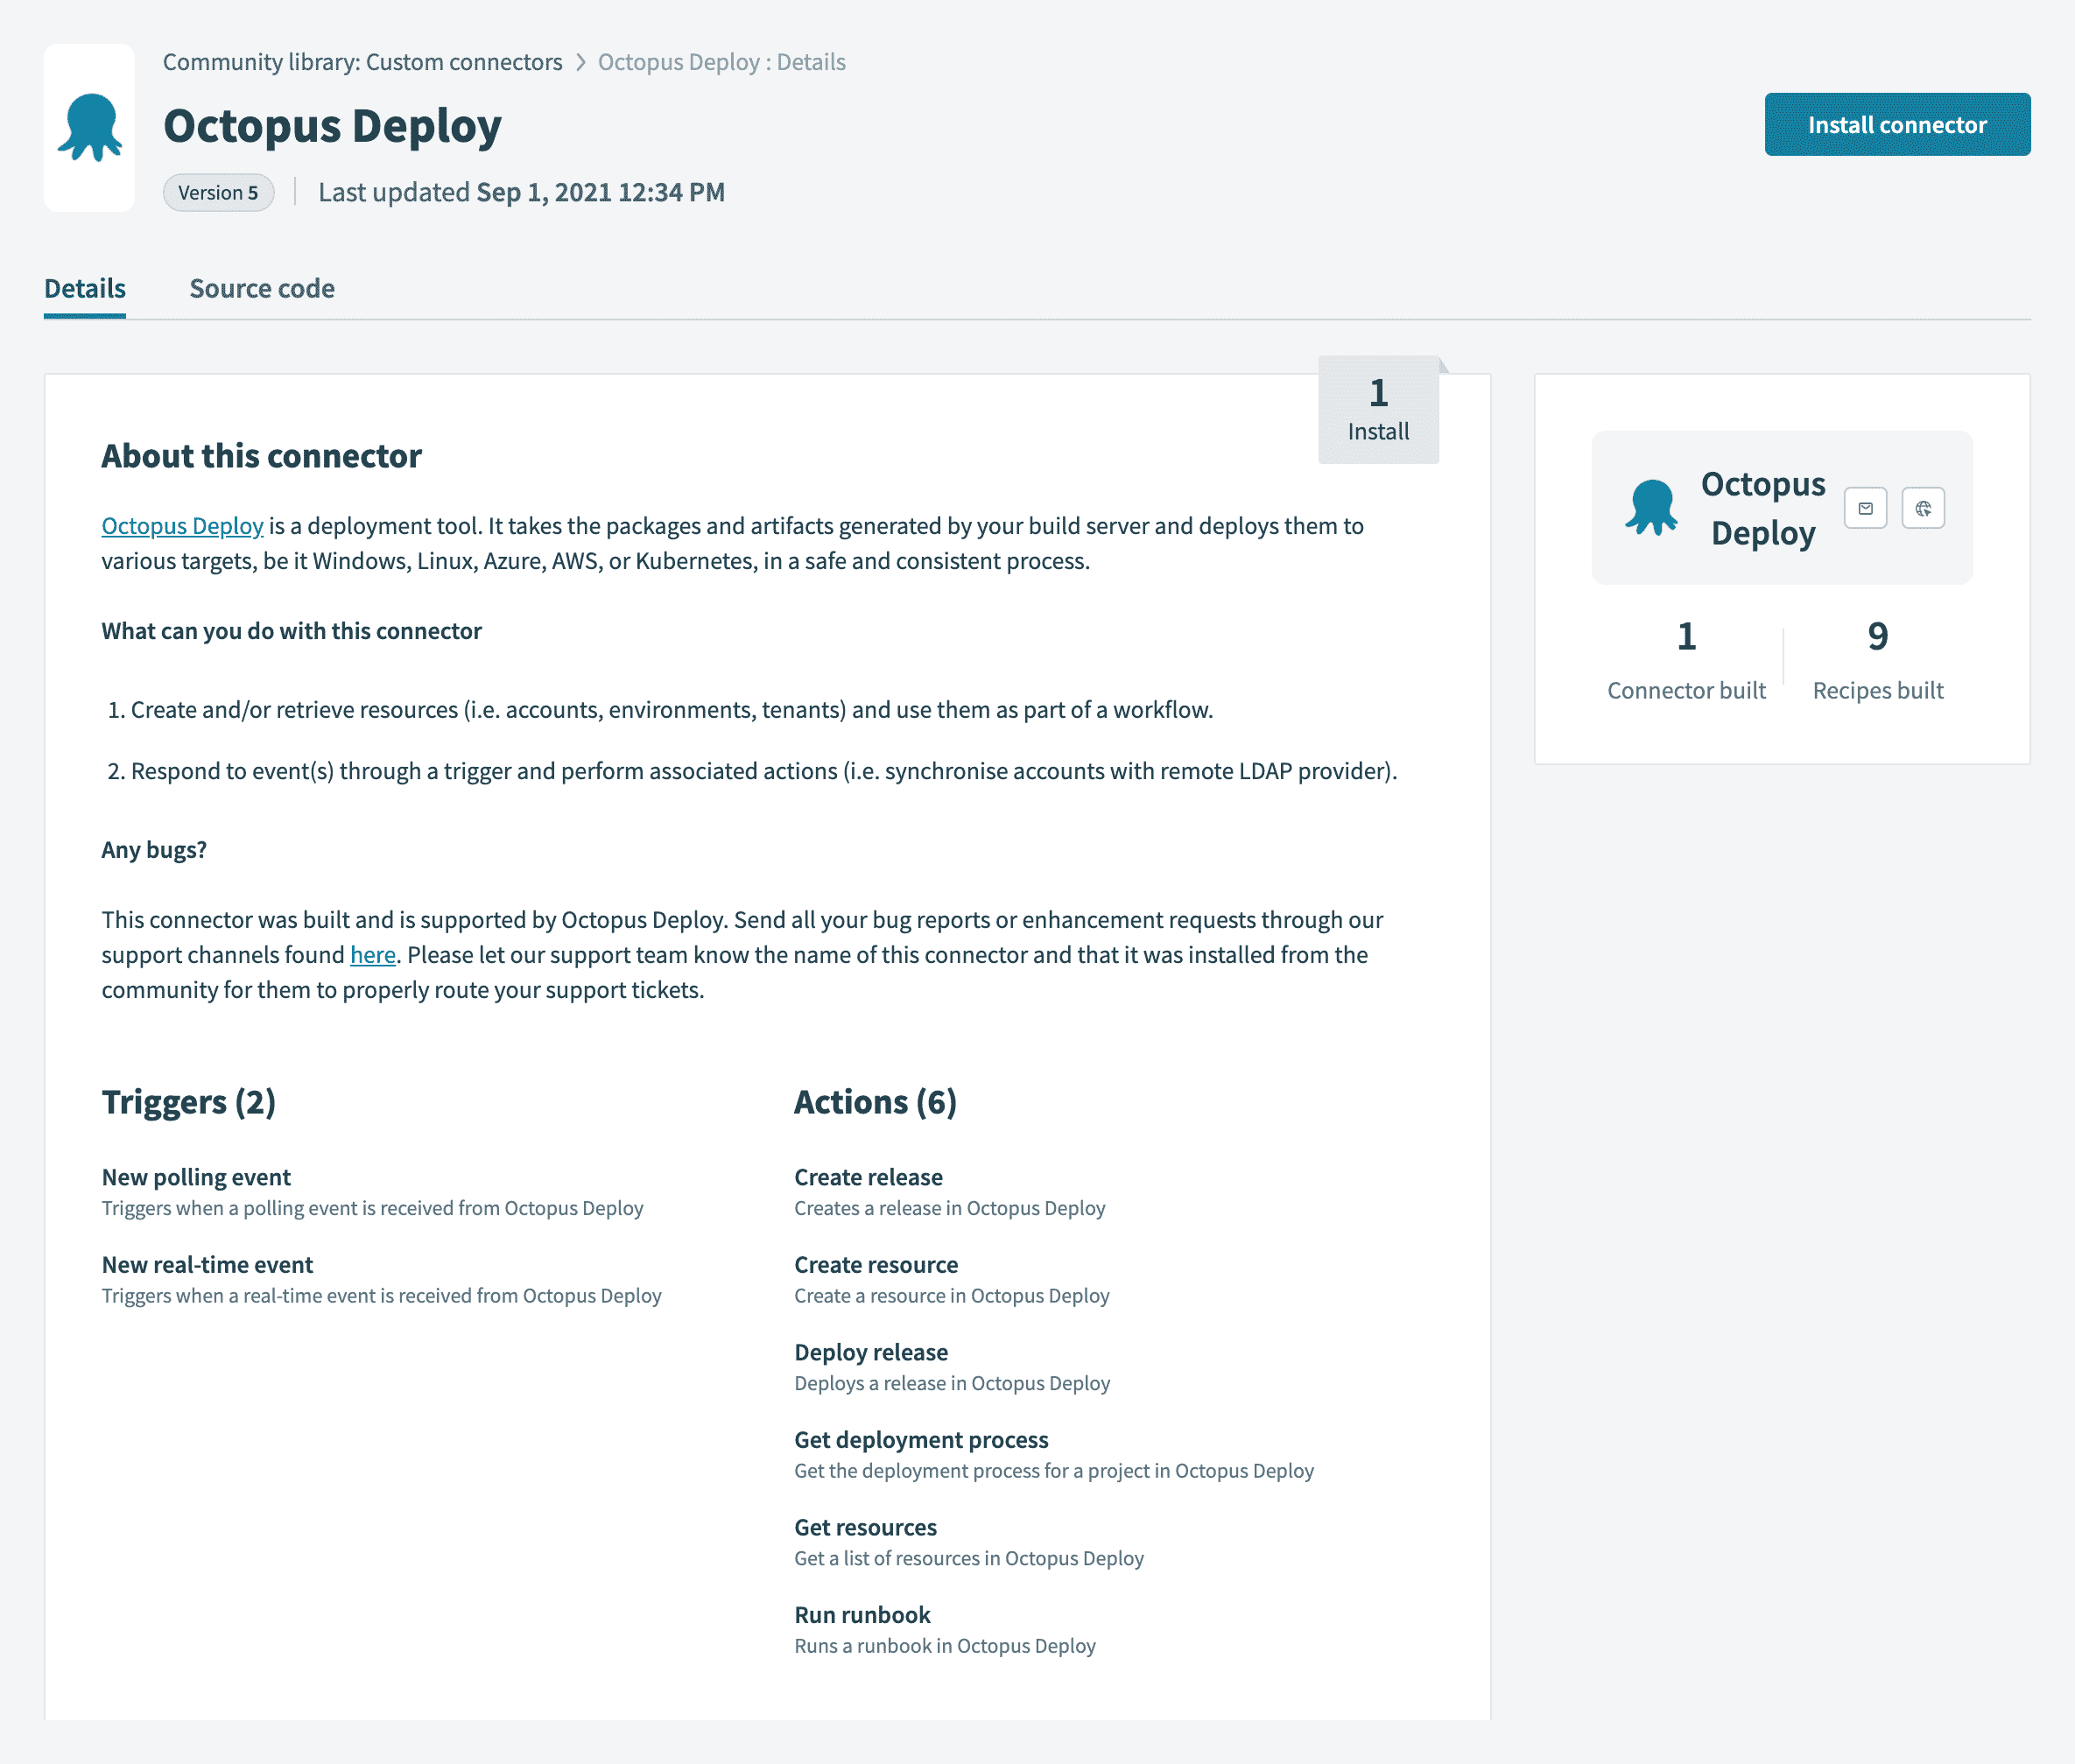 Community library: Custom connectors > Octopus Deploy : Details
Octopus Deploy
Install connector
Version 5
Last updated Sep 1, 2021 12:34 PM
Details
Source code
1
Install
About this connector
Octopus Deploy is a deployment tool. It takes the packages and artifacts generated by your build server and deploys them to
various targets, be it Windows, Linux, Azure, AWS, or Kubernetes, in a safe and consistent process.
What can you do with this connector
1. Create and/or retrieve resources (i.e. accounts, environments, tenants) and use them as part of a workflow.
2. Respond to event(s) through a trigger and perform associated actions (i.e. synchronise accounts with remote LDAP provider).
Any bugs?
This connector was built and is supported by Octopus Deploy. Send all your bug reports or enhancement requests through our
support channels found here. Please let our support team know the name of this connector and that it was installed from the
community for them to properly route your support tickets.
Triggers (2)
New polling event
Triggers when a polling event is received from Octopus Deploy
New real-time event
Triggers when a real-time event is received from Octopus Deploy
Actions (6)
Create release
Creates a release in Octopus Deploy
Create resource
Create a resource in Octopus Deploy
Deploy release
Deploys a release in Octopus Deploy
Get deployment process
Get the deployment process for a project in Octopus Deploy
Get resources
Get a list of resources in Octopus Deploy
Run runbook
Runs a runbook in Octopus Deploy
Octopus
Deploy
1
Connector built
9
Recipes built